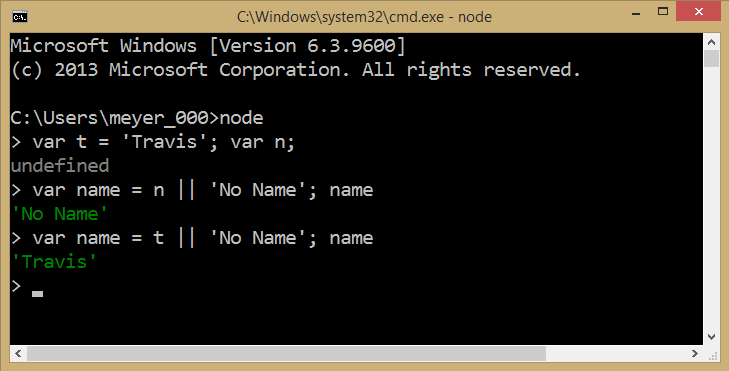 C:\Windows\system32\cmd.exe - node
Microsoft Windows [Version 6.3.9600]
(c) 2013 Microsoft Corporation. All rights reserved.
C:\Users\meyer_000>node
> var t = 'Travis'; var n;
undefined
> var name = n || 'No Name'; name
'No Name'
> var name = t || 'No Name'; name
'Travis'
>